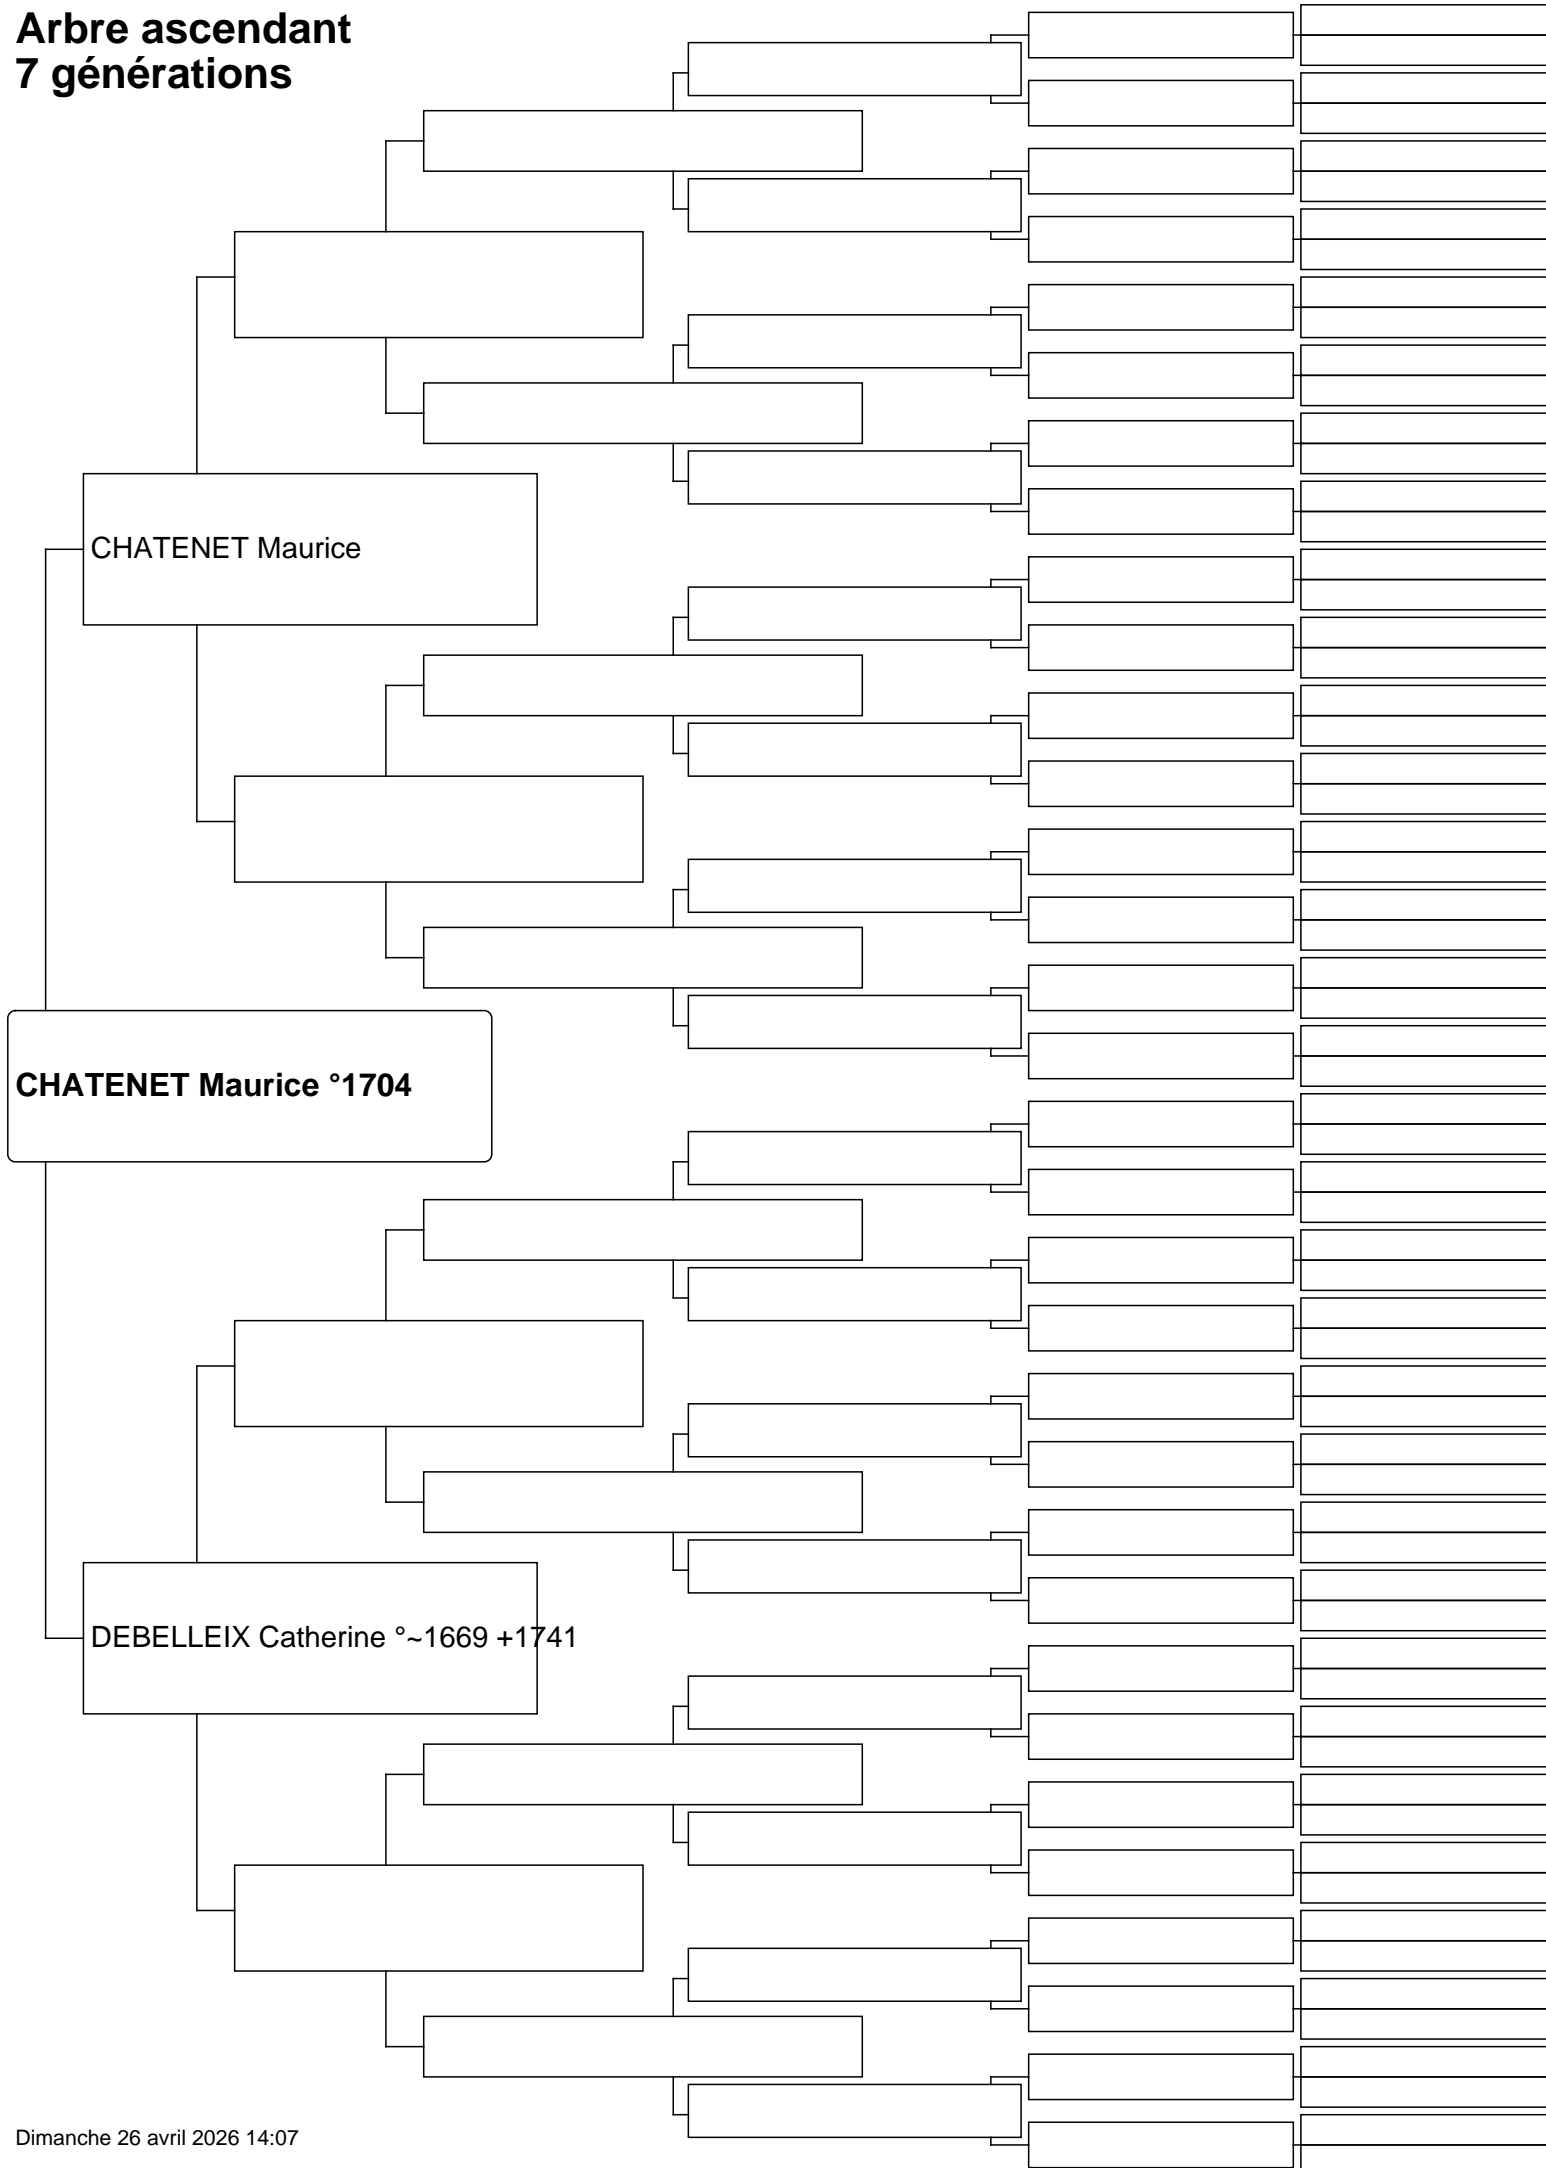 Arbre ascendant
7 générations
CHATENET Maurice
CHATENET Maurice °1704
DEBELLEIX Catherine °~1669 +1741
Dimanche 26 avril 2026 14:07